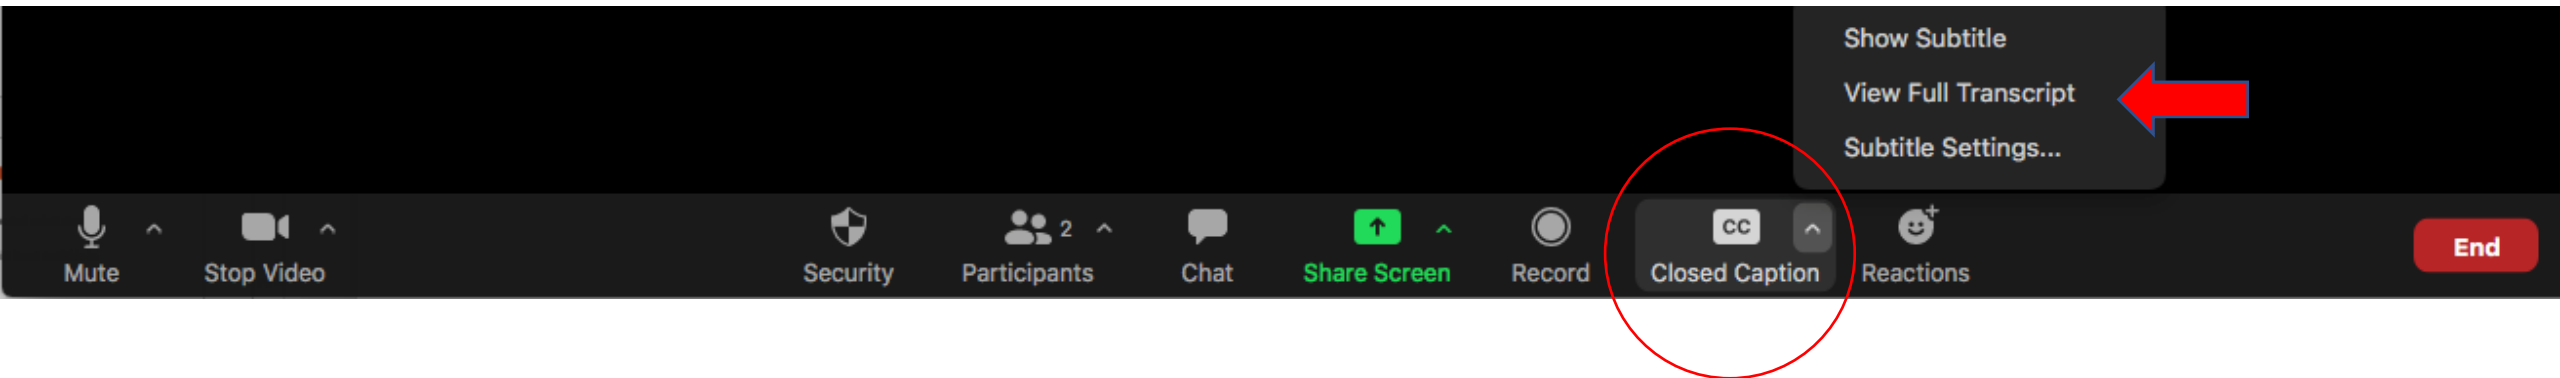 Show Subtitle
View Full Transcript
Subtitle Settings...
2
CC
Mute
Stop Video
Security
Participants
Chat
Share Screen
Record
Closed Caption
Reactions
End